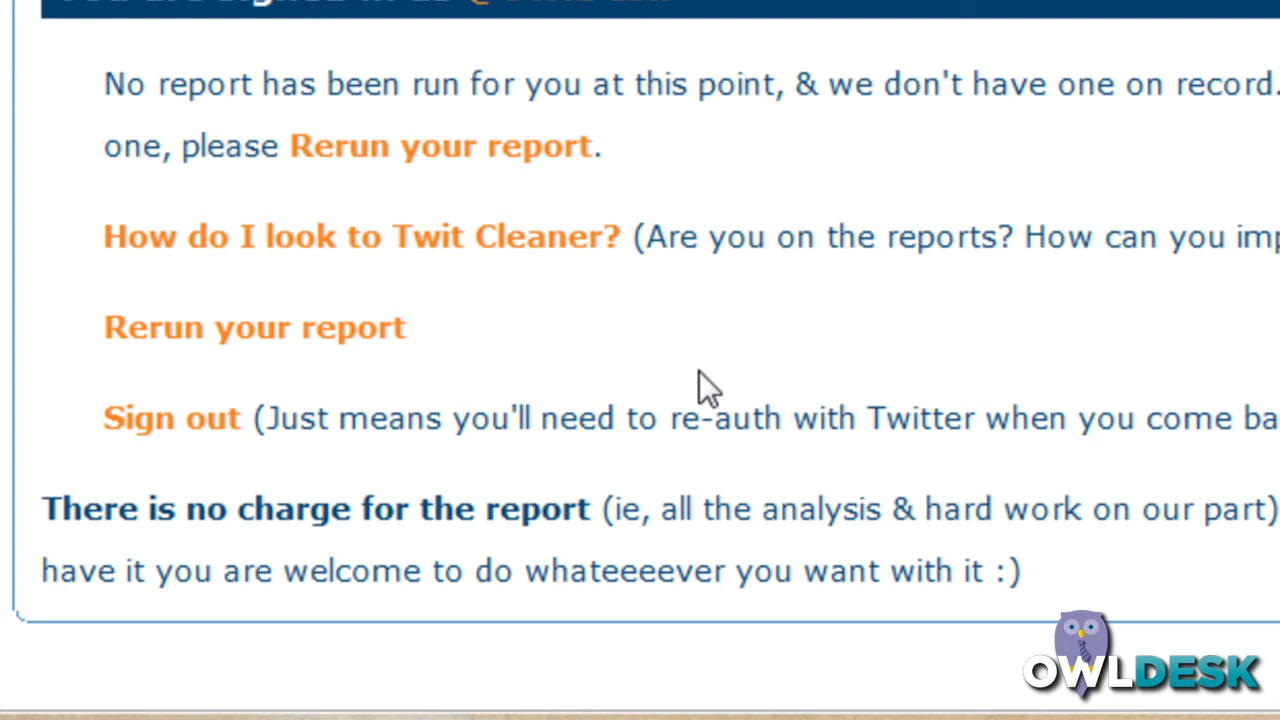 No report has been run for you at this point, & we don't have one on record.
one, please Rerun your report.
How do I look to Twit Cleaner? (Are you on the reports? How can you imp
Rerun your report
Sign out (Just means you'll need to re-auth with Twitter when you come ba
There is no charge for the report (ie, all the analysis & hard work on our part)
have it you are welcome to do whateeeever you want with it :)
OWLDESK